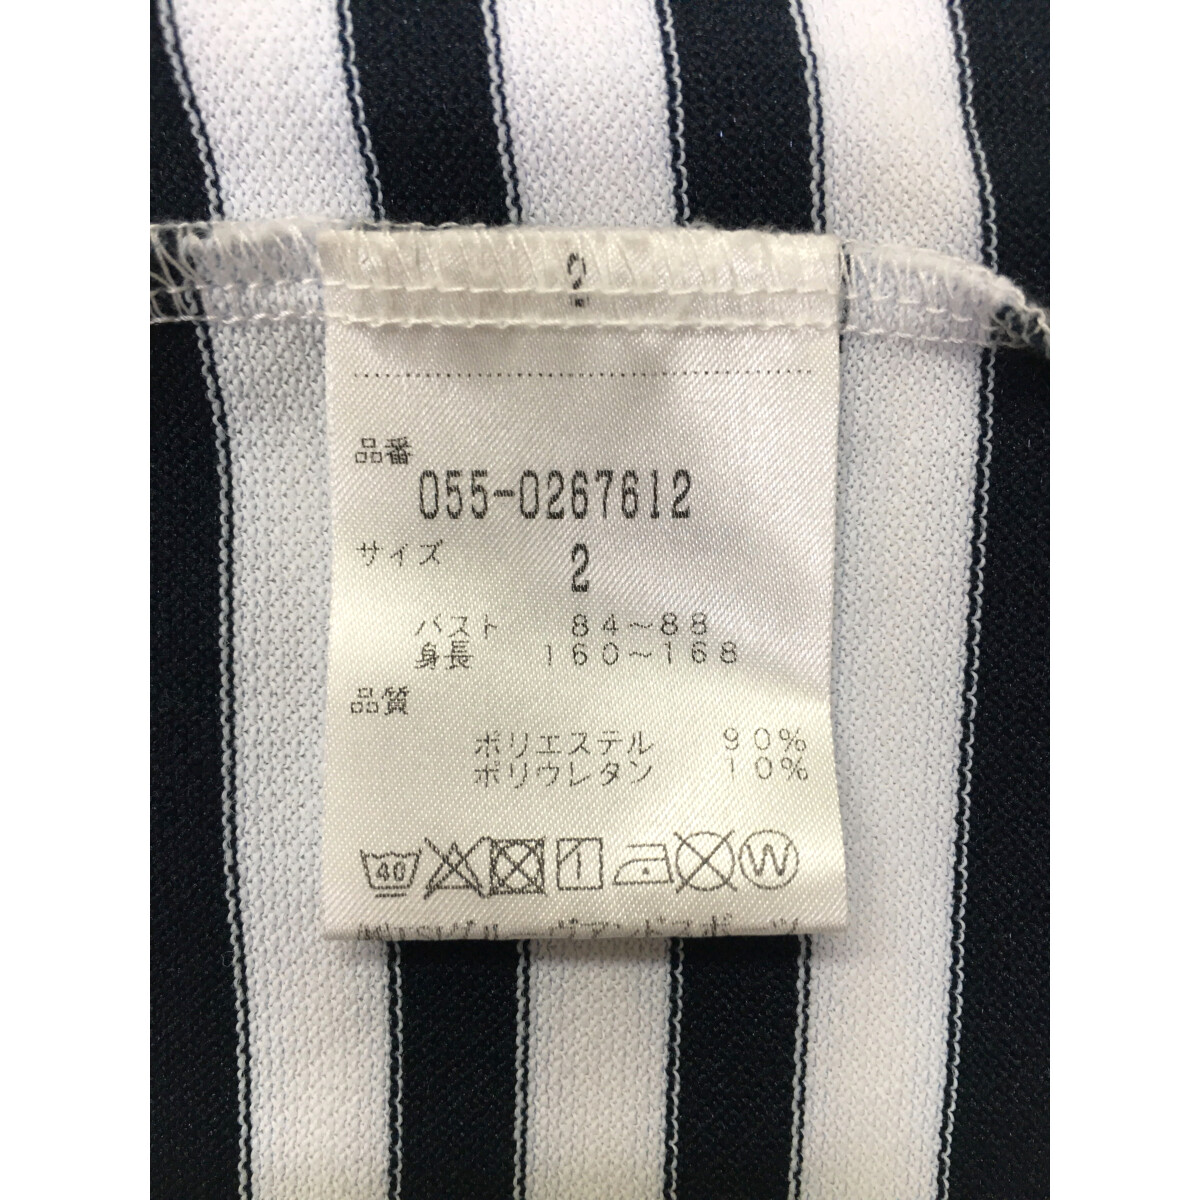 2
品番
055-0267612
サイズ
2
バスト 84～88
身長 160～168
品質
ポリエステル 90%
ポリウレタン 10%
40
W